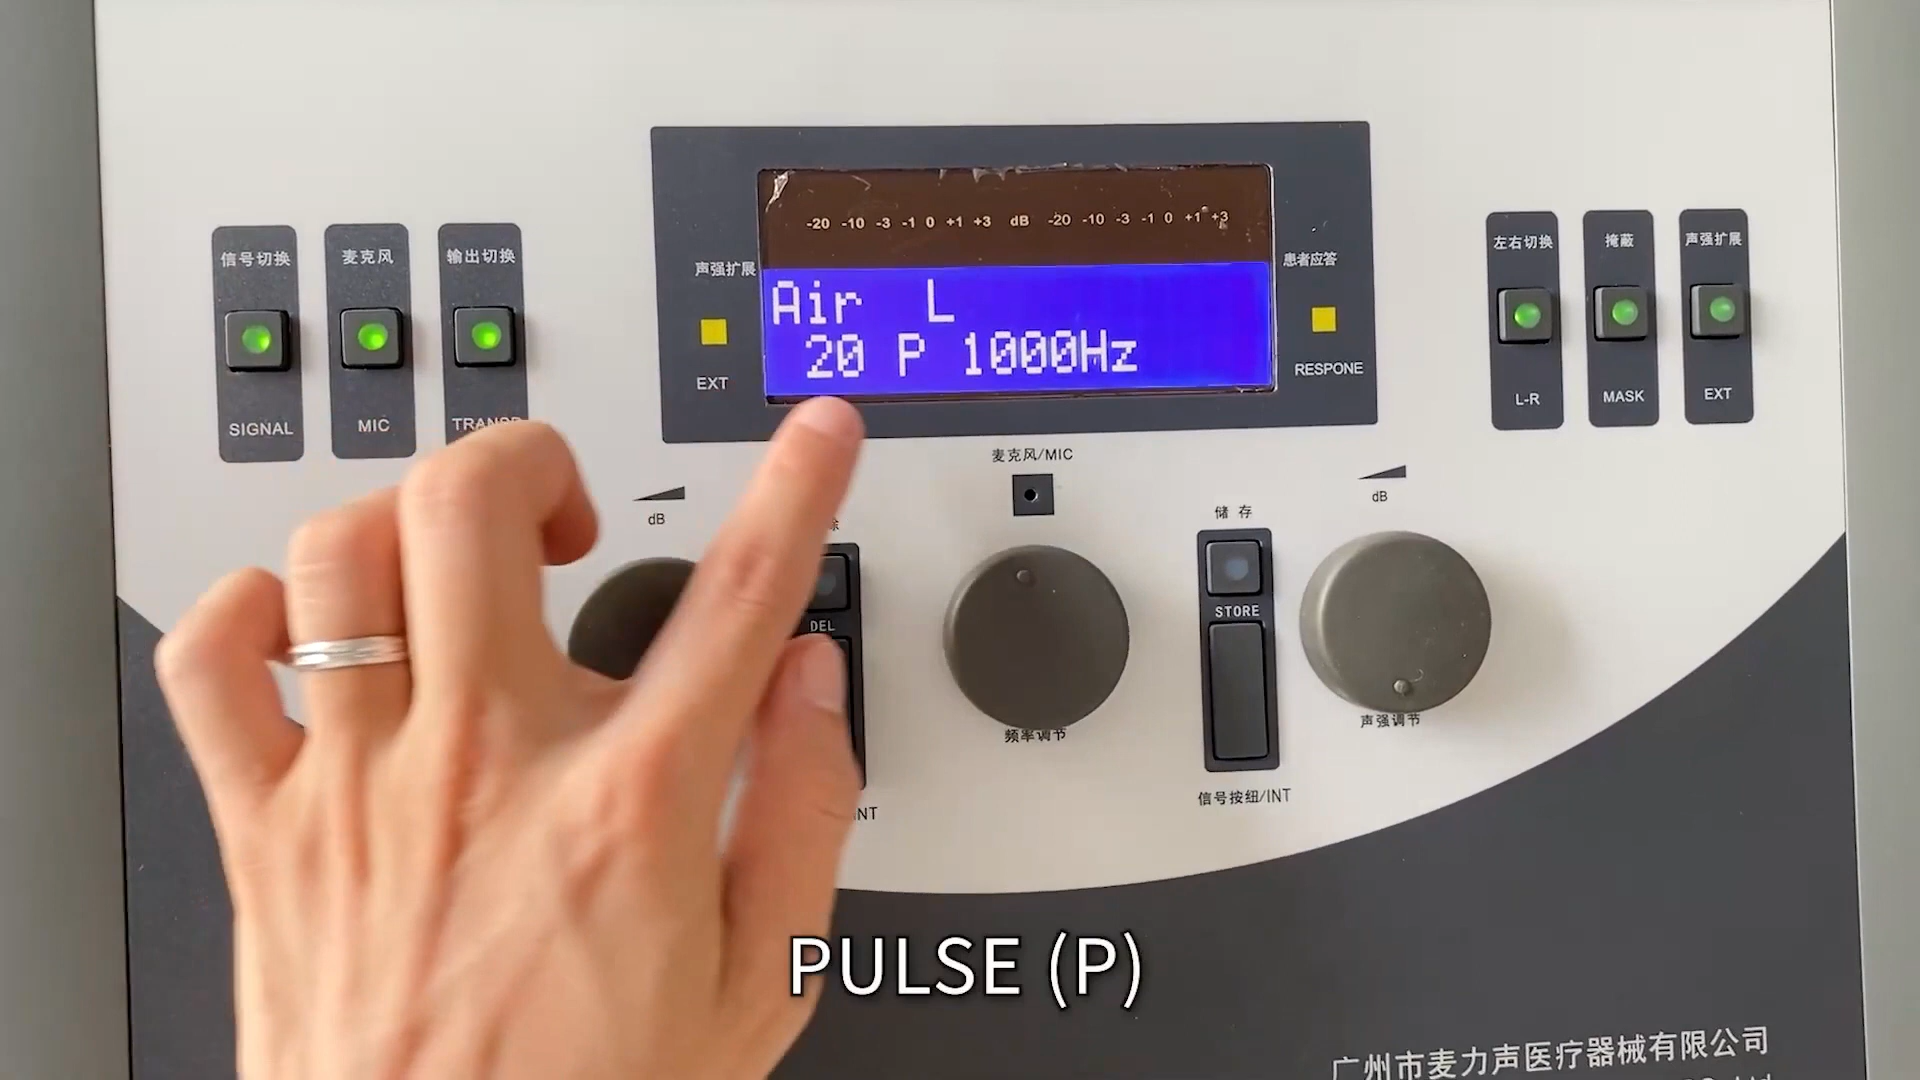 -20 -10 -3 -1 0 +1 +3 dB -20 -10 -3 -1 0 +1 +3
信号切换
麦克风
输出切换
声强扩展
患者应答
左右切换
掩蔽
声强扩展
Air L
20 P 1000Hz
EXT
RESPONE
SIGNAL
MIC
L-R
MASK
EXT
麦克风/MIC
dB
dB
储存
DEL
STORE
频率调节
声强调节
信号按纽/INT
PULSE (P)
广州市麦力声医疗器械有限公司